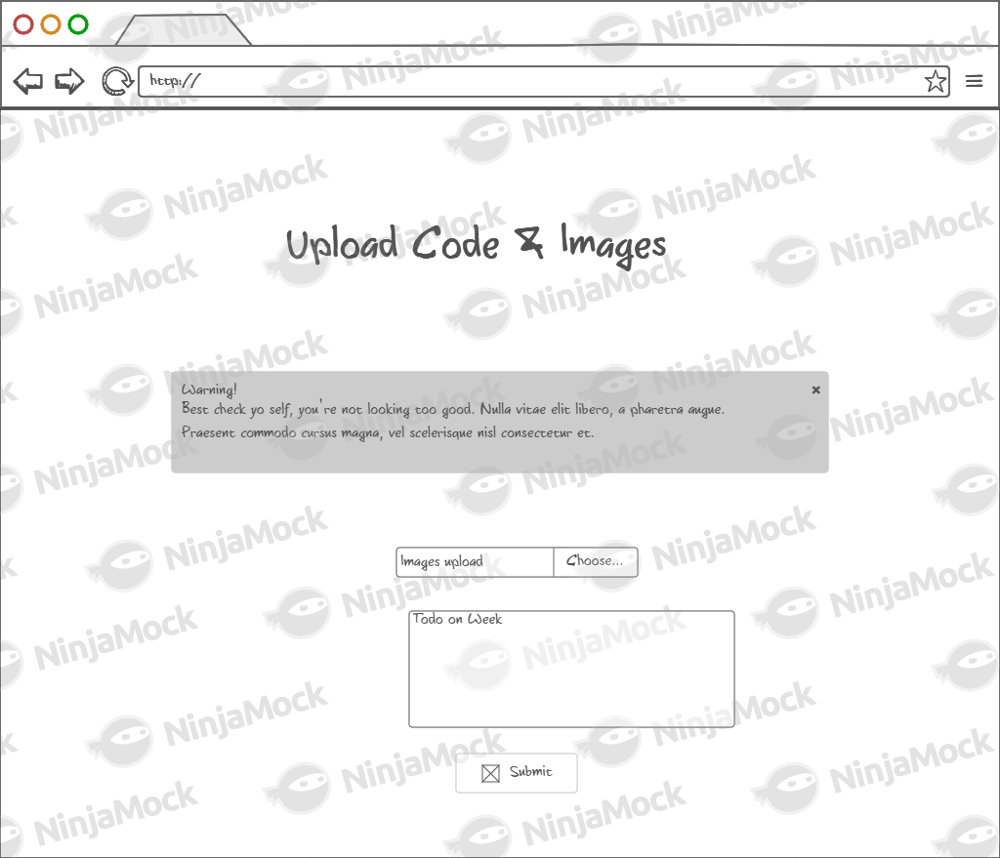 http://
Upload Code & Images
Warning!
Best check yo self, you're not looking too good. Nulla vitae elit libero, a pharetra augue.
Praesent commodo cursus magna, vel scelerisque nisl consectetur et.
Images upload
Choose...
Todo on Week
Submit
NinjaMock